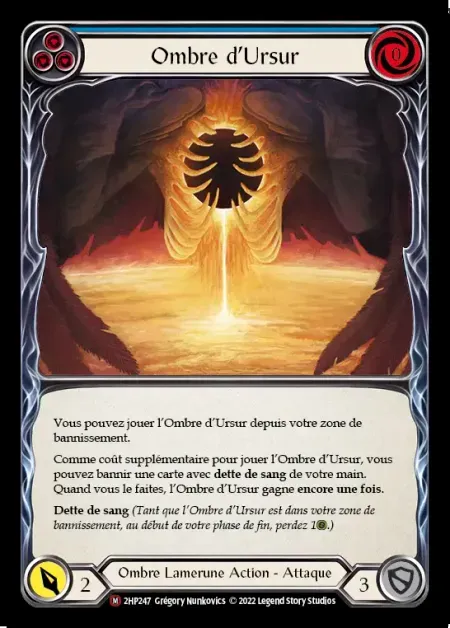 Ombre d'Ursur
0
Vous pouvez jouer l'Ombre d'Ursur depuis votre zone de
bannissement.
Comme coût supplémentaire pour jouer l'Ombre d'Ursur, vous
pouvez bannir une carte avec dette de sang de votre main.
Quand vous le faites, l'Ombre d'Ursur gagne encore une fois.
Dette de sang (Tant que l'Ombre d'Ursur est dans votre zone de
bannissement, au début de votre phase de fin, perdez 1.)
2
Ombre Lamerune Action - Attaque
3
M 2HP247 Grégory Nunkovics © 2022 Legend Story Studios